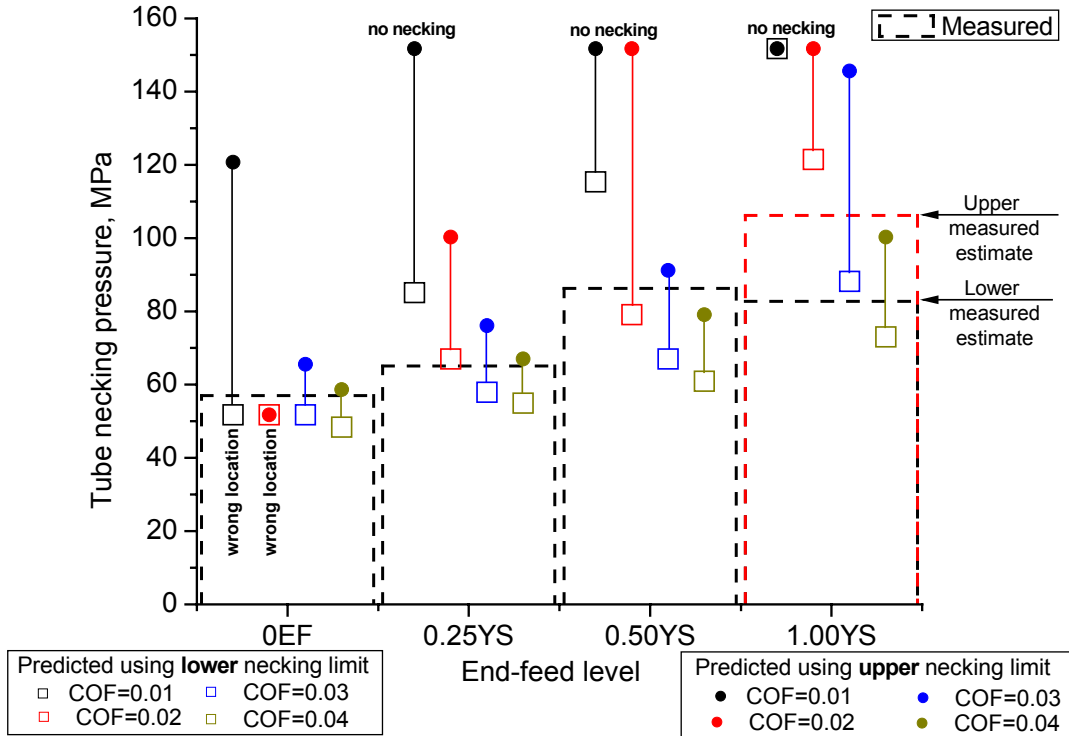 160
140
120
100
80
60
40
20
0
Tube necking pressure, MPa
no necking
no necking
no necking
Measured
Upper
measured
estimate
Lower
measured
estimate
wrong location
wrong location
0EF
0.25YS
0.50YS
1.00YS
End-feed level
Predicted using lower necking limit
COF=0.01
COF=0.03
COF=0.02
COF=0.04
Predicted using upper necking limit
COF=0.01
COF=0.03
COF=0.02
COF=0.04